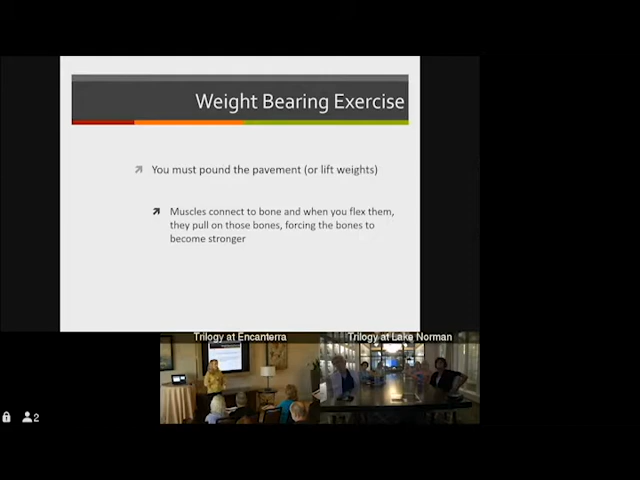 Weight Bearing Exercise
You must pound the pavement (or lift weights)
Muscles connect to bone and when you flex them,
they pull on those bones, forcing the bones to
become stronger
Trilogy at Encanterra
Trilogy at Lake Norman
2